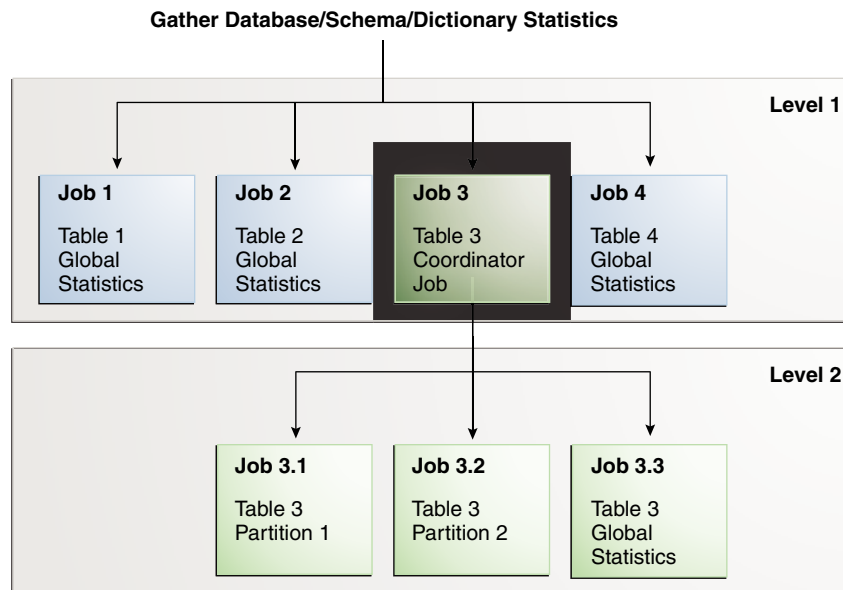 Gather Database/Schema/Dictionary Statistics
Level 1
Job 1
Table 1
Global
Statistics
Job 2
Table 2
Global
Statistics
Job 3
Table 3
Coordinator
Job
Job 4
Table 4
Global
Statistics
Level 2
Job 3.1
Table 3
Partition 1
Job 3.2
Table 3
Partition 2
Job 3.3
Table 3
Global
Statistics